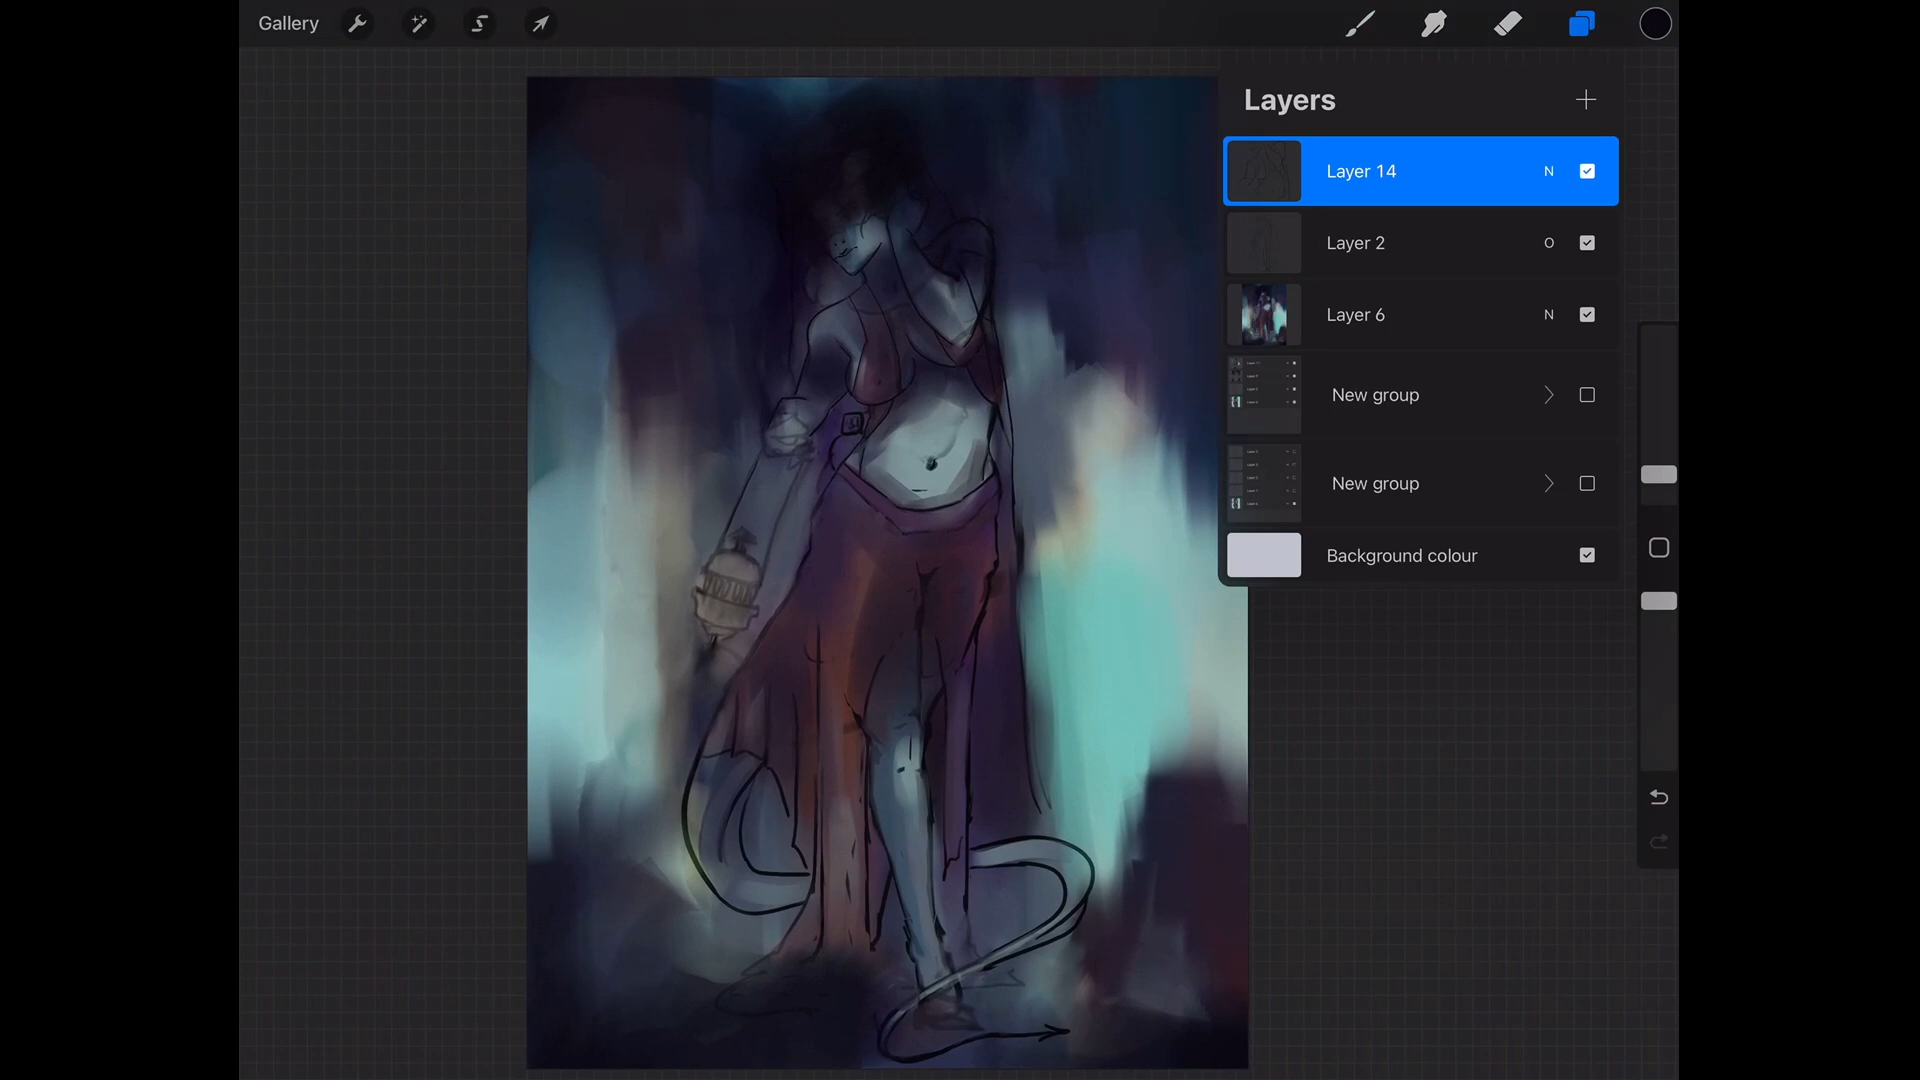 Gallery
Layers
Layer 14 N
Layer 2 O
Layer 6 N
New group
New group
Background colour